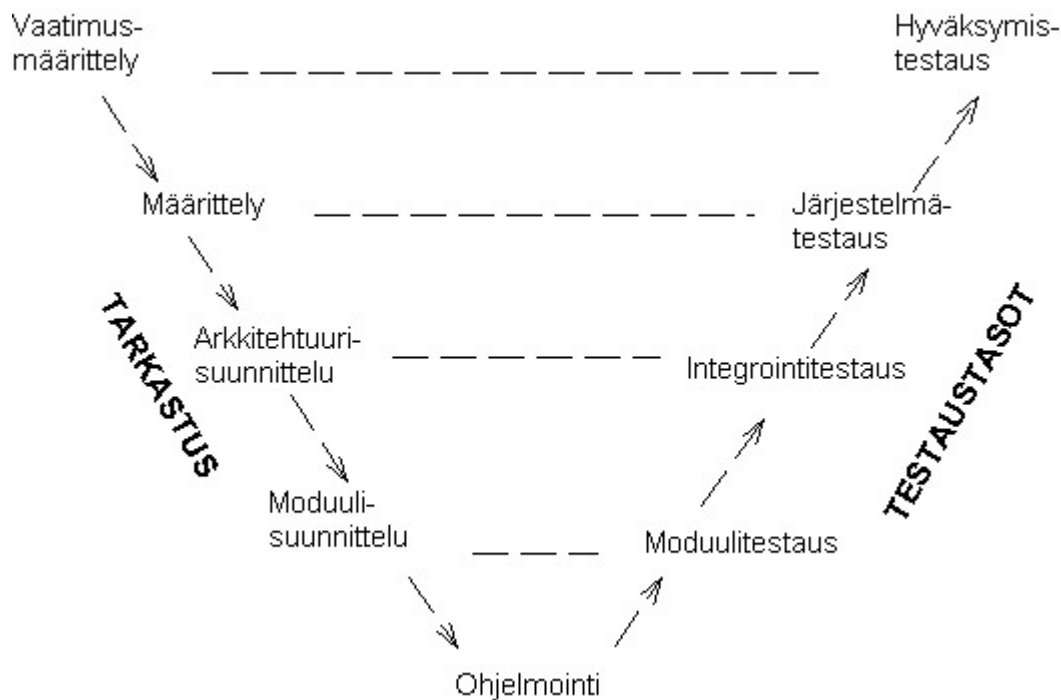 Vaatimus-
määrittely
Hyväksymis-
testaus
Määrittely
Järjestelmä-
testaus
TARKASTUS
Arkkitehtuuri-
suunnittelu
Integrointitestaus
TESTAUSTASOT
Moduuli-
suunnittelu
Moduulitestaus
Ohjelmointi